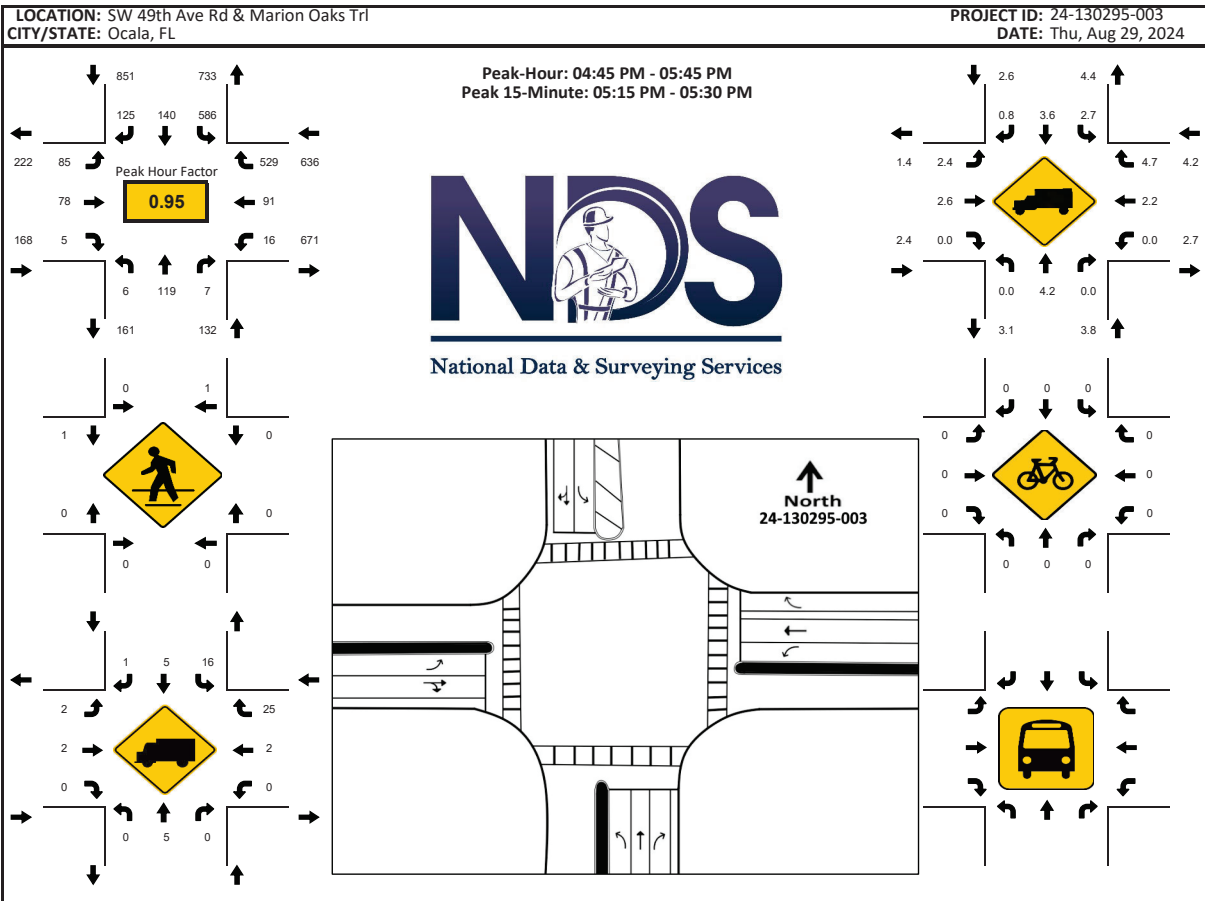 LOCATION: SW 49th Ave Rd & Marion Oaks Trl
PROJECT ID: 24-130295-003
CITY/STATE: Ocala, FL
DATE: Thu, Aug 29, 2024
Peak-Hour: 04:45 PM - 05:45 PM
Peak 15-Minute: 05:15 PM - 05:30 PM
851 733
125 140 586
222 85 529 636
Peak Hour Factor
78 0.95 91
168 5 16 671
6 119 7
161 132
2.6 4.4
0.8 3.6 2.7
1.4 2.4 4.7 4.2
2.6 2.2
2.4 0.0 0.0 2.7
0.0 4.2 0.0
3.1 3.8
NDS
National Data & Surveying Services
0 1
1 0
0 0
0 0
0 0 0
0 0
0 0
0 0
0 0 0
North
24-130295-003
1 5 16
2 25
2 2
0 0
0 5 0